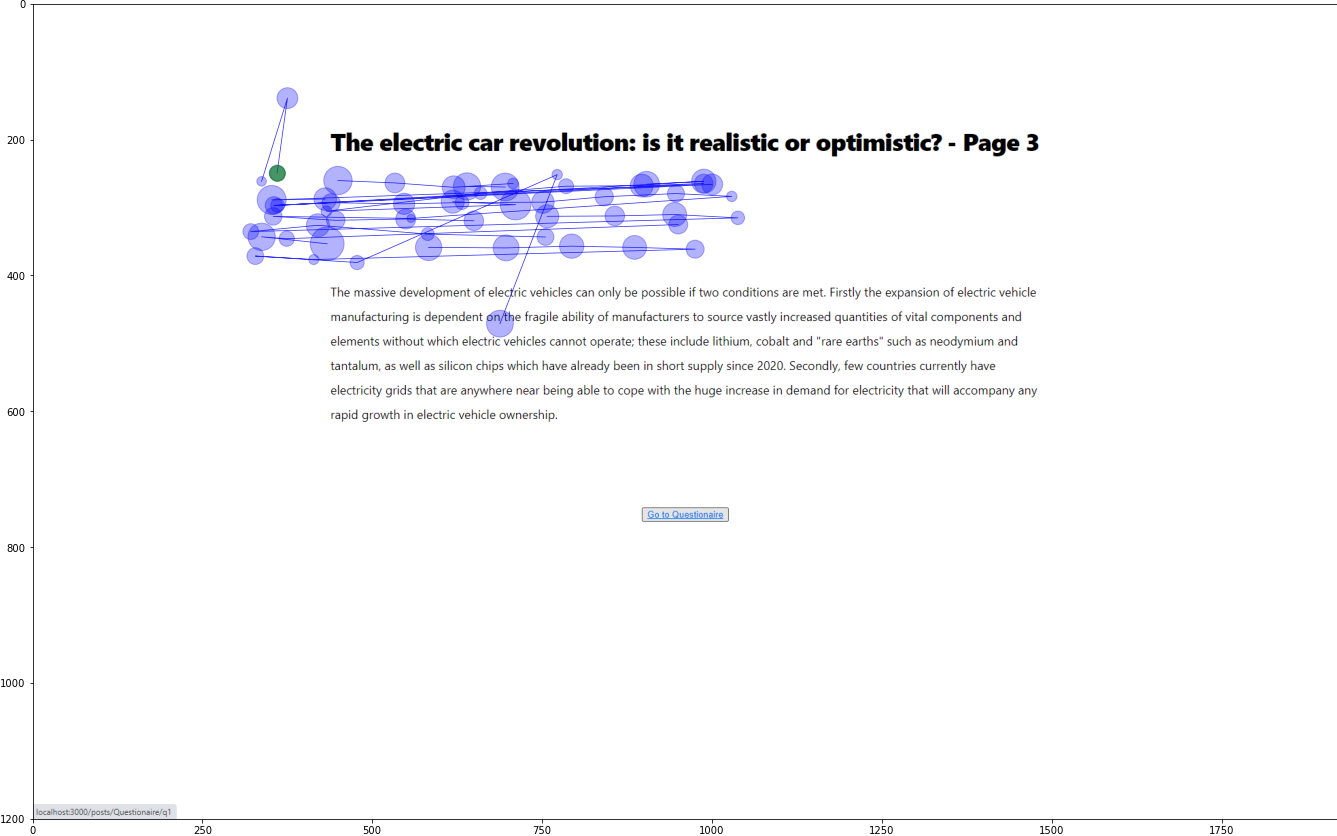 The electric car revolution: is it realistic or optimistic? - Page 3
The massive development of electric vehicles can only be possible if two conditions are met. Firstly the expansion of electric vehicle
manufacturing is dependent on the fragile ability of manufacturers to source vastly increased quantities of vital components and
elements without which electric vehicles cannot operate; these include lithium, cobalt and "rare earths" such as neodymium and
tantalum, as well as silicon chips which have already been in short supply since 2020. Secondly, few countries currently have
electricity grids that are anywhere near being able to cope with the huge increase in demand for electricity that will accompany any
rapid growth in electric vehicle ownership.
Go to Questionaire
localhost:3000/posts/Questionaire/q1
0
200
400
600
800
1000
1200
0
250
500
750
1000
1250
1500
1750